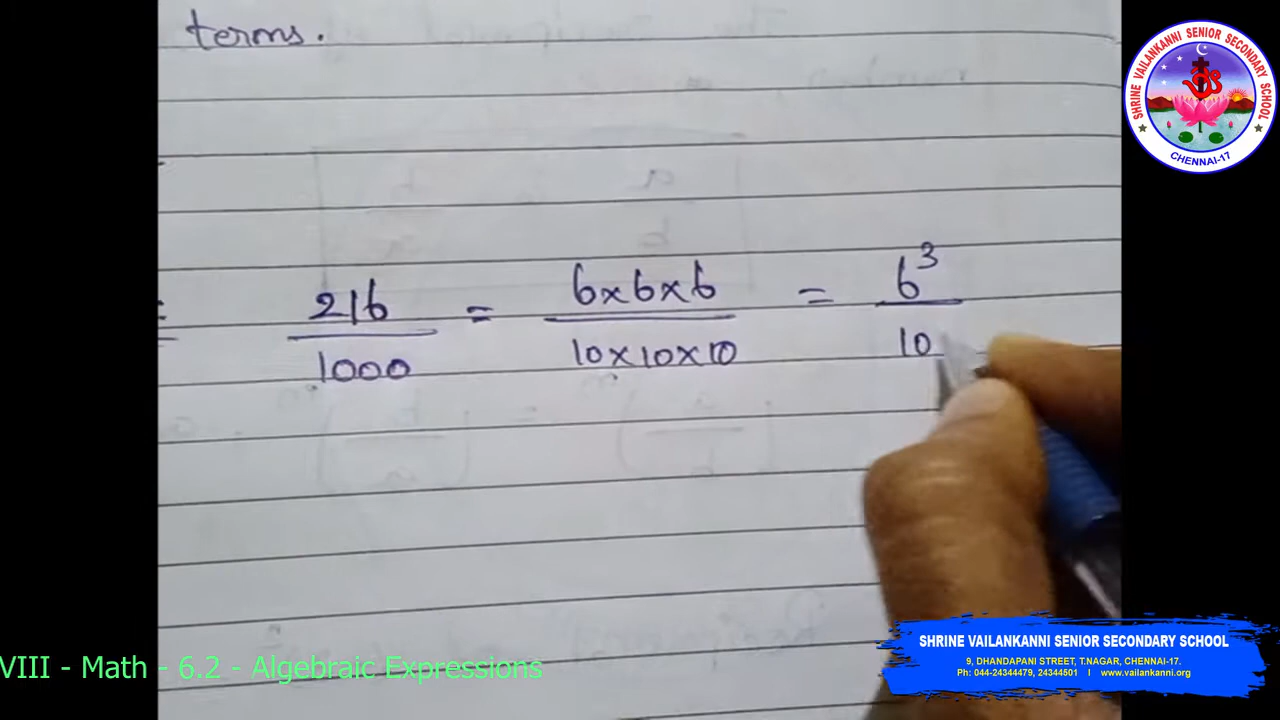 terms.
216 = 6×6×6 = 6³
1000 10×10×10 10
SHRINE VAILANKANNI SENIOR SECONDARY SCHOOL
CHENNAI-17
VIII - Math - 6.2 - Algebraic Expressions
SHRINE VAILANKANNI SENIOR SECONDARY SCHOOL
9, DHANDAPANI STREET, T.NAGAR, CHENNAI-17.
Ph: 044-24344479, 24344501 I www.vailankanni.org